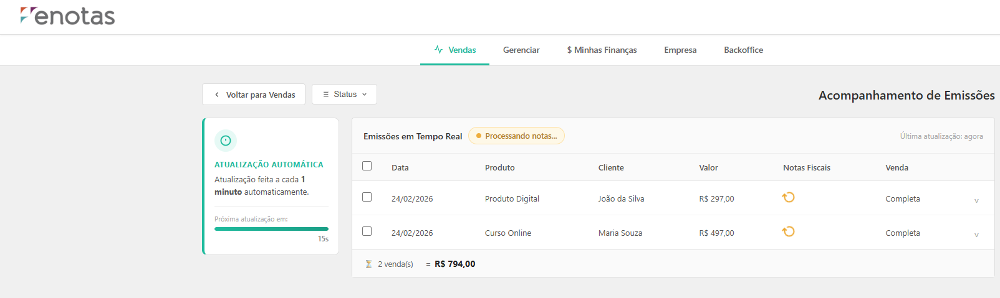 enotas
Vendas Gerenciar $ Minhas Finanças Empresa Backoffice
Voltar para Vendas Status
Acompanhamento de Emissões
ATUALIZAÇÃO AUTOMÁTICA
Atualização feita a cada 1
minuto automaticamente.
Próxima atualização em:
15s
Emissões em Tempo Real Processando notas... Última atualização: agora
Data Produto Cliente Valor Notas Fiscais Venda
24/02/2026 Produto Digital João da Silva R$ 297,00 Completa v
24/02/2026 Curso Online Maria Souza R$ 497,00 Completa v
2 venda(s) = R$ 794,00